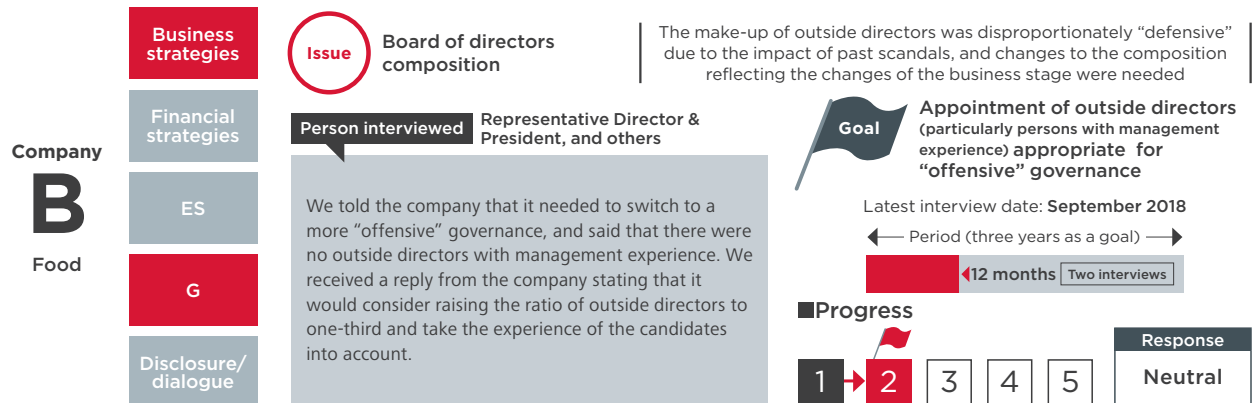 Company
B
Food
Business
strategies
Financial
strategies
ES
G
Disclosure/
dialogue
Issue
Board of directors
composition
The make-up of outside directors was disproportionately “defensive”
due to the impact of past scandals, and changes to the composition
reflecting the changes of the business stage were needed
Person interviewed
Representative Director &
President, and others
We told the company that it needed to switch to a
more “offensive” governance, and said that there were
no outside directors with management experience. We
received a reply from the company stating that it
would consider raising the ratio of outside directors to
one-third and take the experience of the candidates
into account.
Goal
Appointment of outside directors
(particularly persons with management
experience) appropriate for
“offensive” governance
Latest interview date: September 2018
Period (three years as a goal)
12 months Two interviews
■Progress
1 2 3 4 5
Response
Neutral